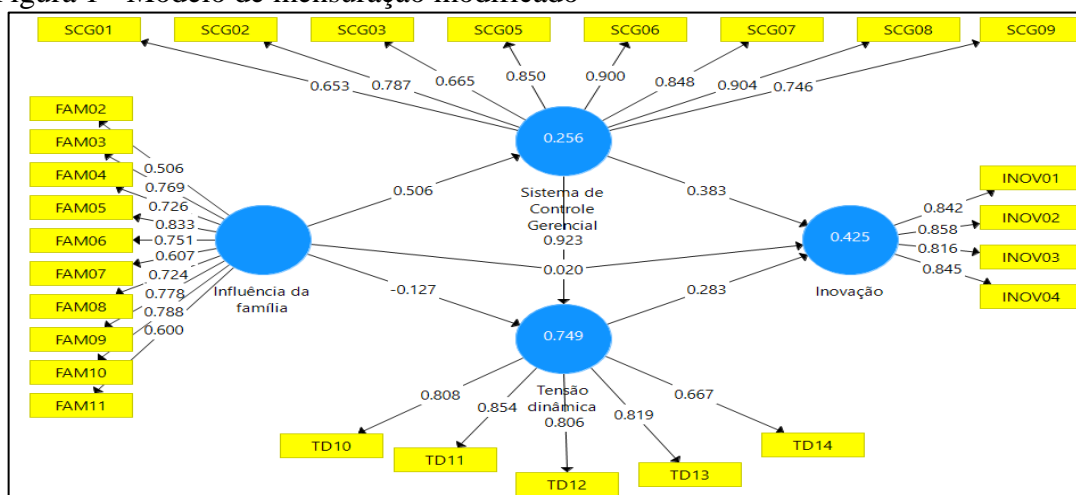 Figura 1 - Modelo de mensuração modificado
SCG01 SCG02 SCG03 SCG05 SCG06 SCG07 SCG08 SCG09
0.653 0.787 0.665 0.850 0.900 0.848 0.904 0.746
FAM02
FAM03
FAM04
FAM05
FAM06
FAM07
FAM08
FAM09
FAM10
FAM11
0.506
0.769
0.726
0.833
0.751
0.607
0.724
0.778
0.788
0.600
Influência da
família
0.506
-0.127
0.256
Sistema de
Controle
Gerencial
0.923
0.020
0.383
0.283
0.749
Tensão
dinâmica
0.425
Inovação
0.842
0.858
0.816
0.845
INOV01
INOV02
INOV03
INOV04
0.808 0.854 0.806 0.819 0.667
TD10 TD11 TD12 TD13 TD14